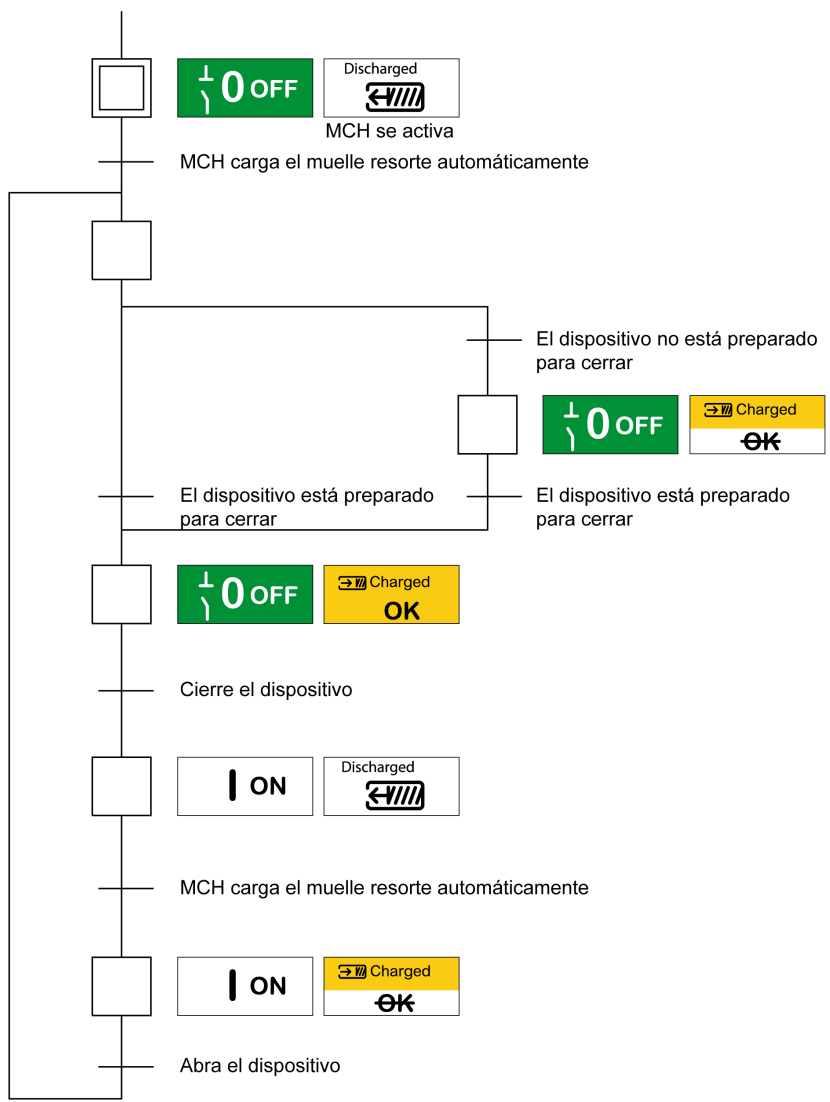 0 OFF
Discharged
MCH se activa
MCH carga el muelle resorte automáticamente
El dispositivo no está preparado
para cerrar
0 OFF
Charged
OK
El dispositivo está preparado
para cerrar
El dispositivo está preparado
para cerrar
0 OFF
Charged
OK
Cierre el dispositivo
I ON
Discharged
MCH carga el muelle resorte automáticamente
I ON
Charged
OK
Abra el dispositivo